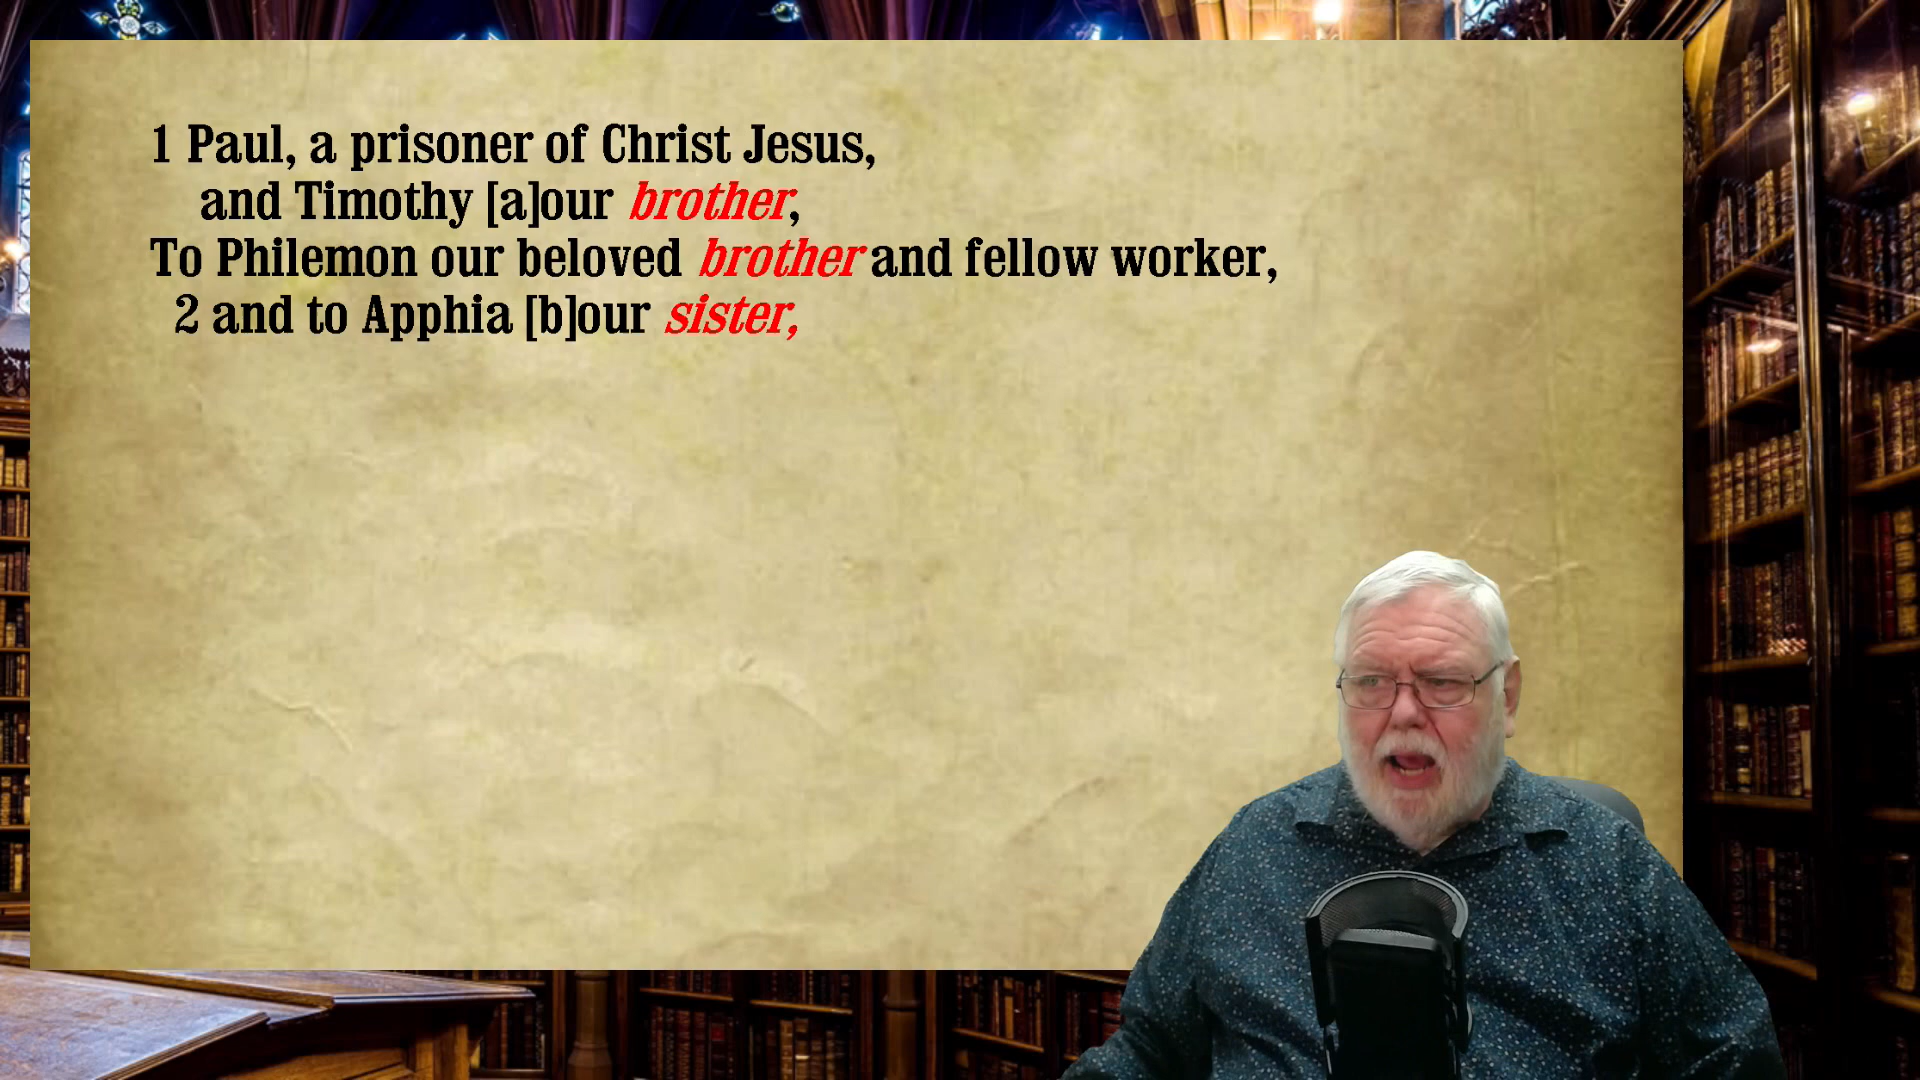 1 Paul, a prisoner of Christ Jesus,
and Timothy [a]our brother,
To Philemon our beloved brother and fellow worker,
2 and to Apphia [b]our sister,